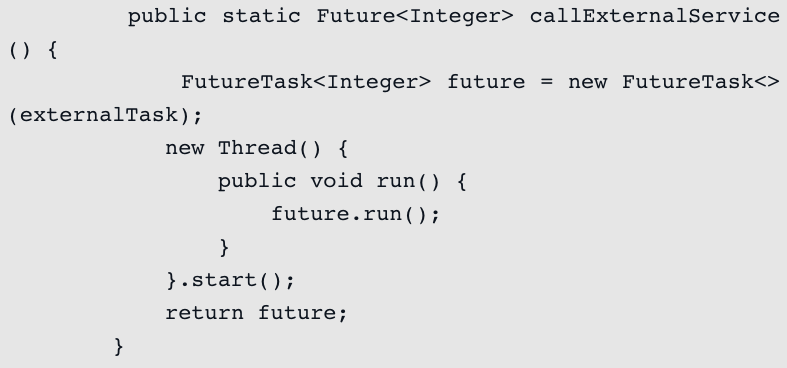 public static Future<Integer> callExternalService
() {
FutureTask<Integer> future = new FutureTask<>
(externalTask);
new Thread() {
public void run() {
future.run();
}
}.start();
return future;
}